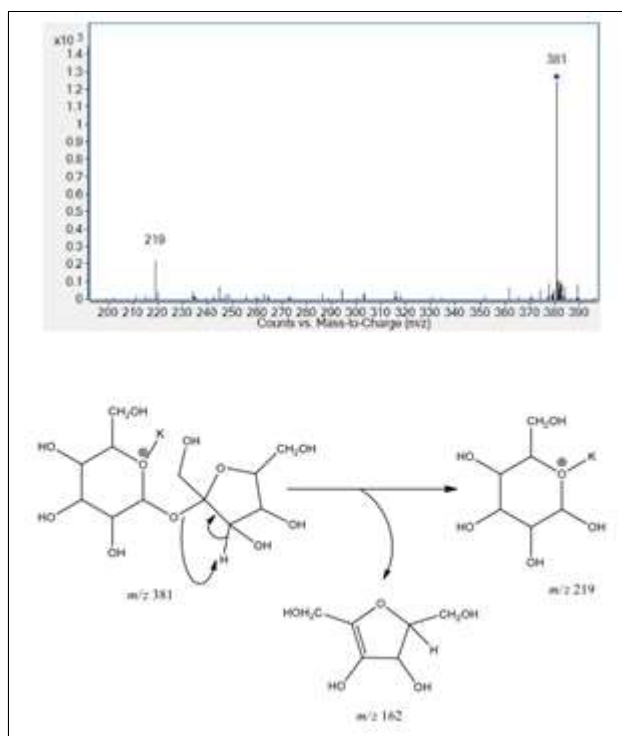 x10 3
1.4
1.3
1.2
1.1
1
0.9
0.8
0.7
0.6
0.5
0.4
0.3
0.2
0.1
0
381
219
200 210 220 230 240 250 260 270 280 290 300 310 320 330 340 350 360 370 380 390
Counts vs. Mass-to-Charge (m/z)
CH2OH
K
⊕
O
HO
HO
OH
O
OH
O
CH2OH
OH
OH
H
m/z 381
CH2OH
HO
O
⊕
K
HO
OH
OH
m/z 219
HOH2C
O
CH2OH
H
HO
OH
m/z 162